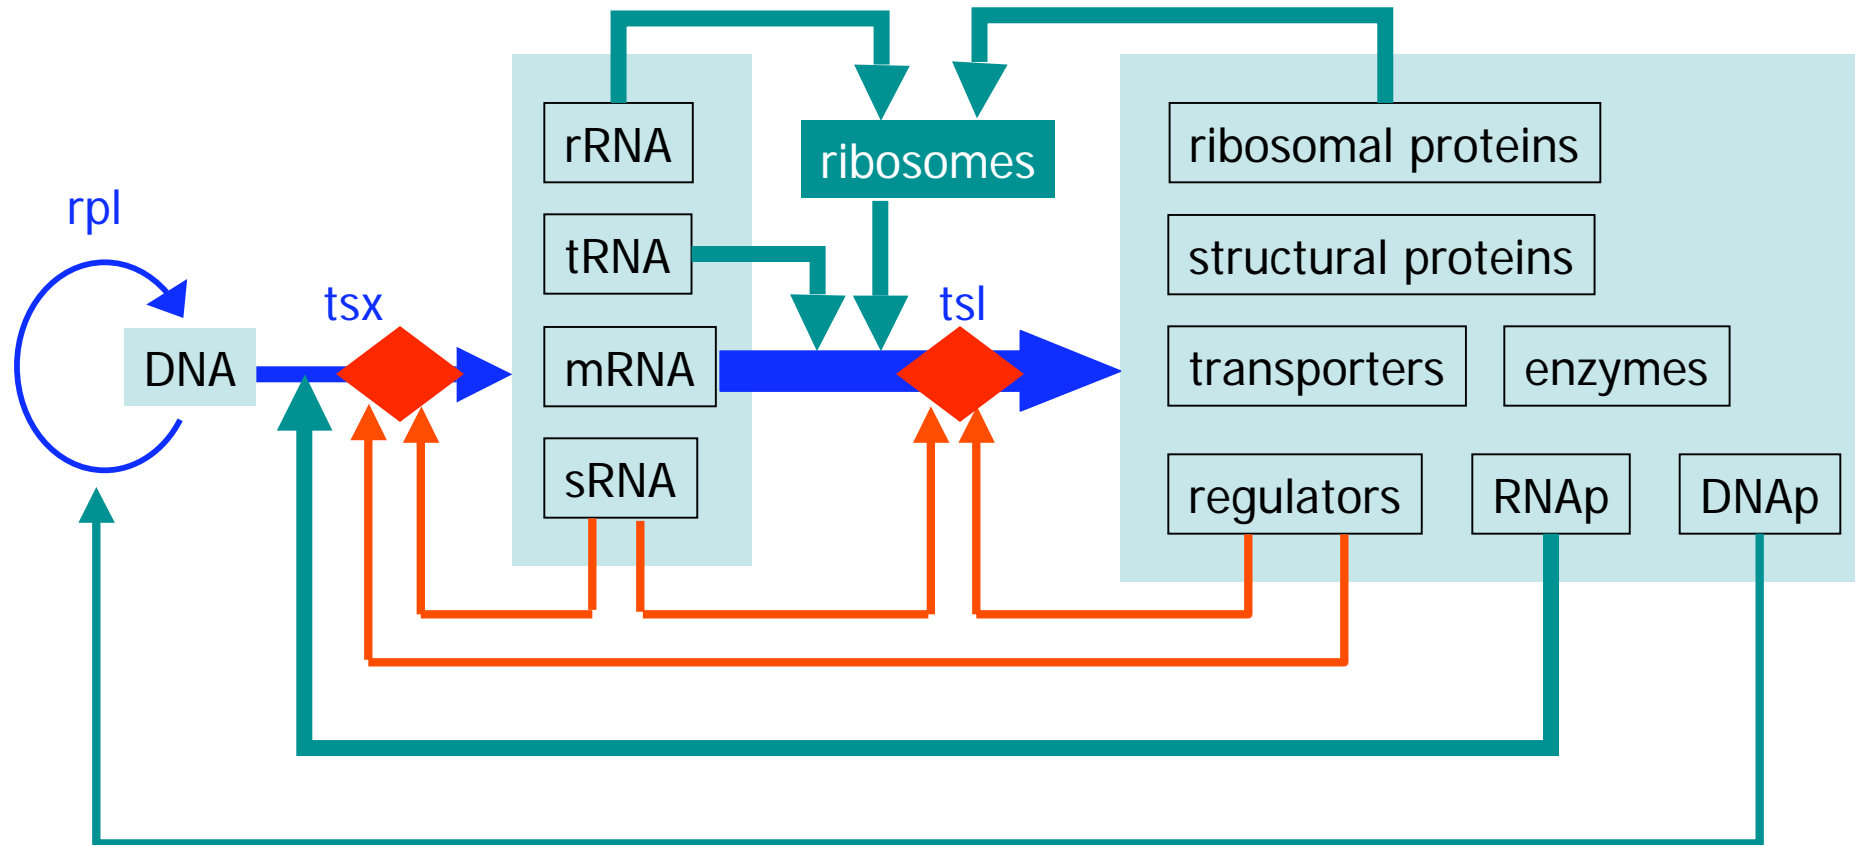 rpl
DNA
tsx
rRNA
tRNA
mRNA
sRNA
ribosomes
tsl
ribosomal proteins
structural proteins
transporters
enzymes
regulators
RNAp
DNAp